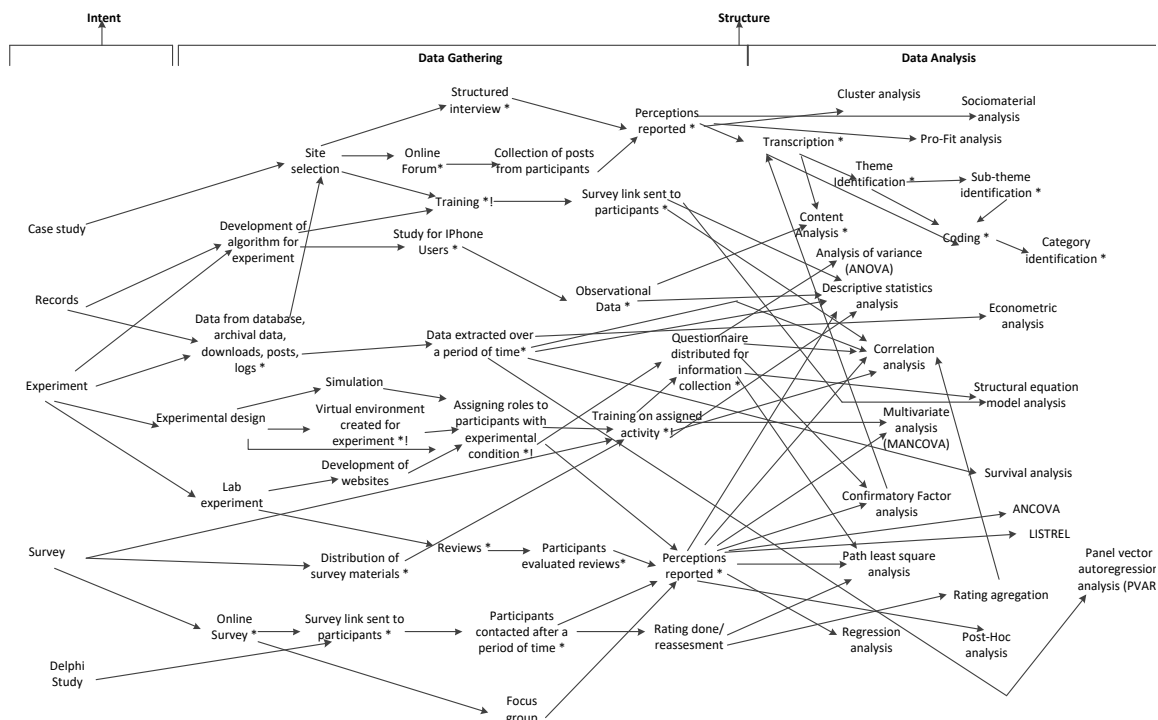 Intent
Structure
Data Gathering
Data Analysis
Structured
interview *
Perceptions
reported *
Cluster analysis
Sociomaterial
analysis
Pro-Fit analysis
Transcription *
Site
selection
Online
Forum*
Collection of posts
from participants
Theme
Identification *
Sub-theme
identification *
Training *!
Survey link sent to
participants *
Case study
Development of
algorithm for
experiment
Study for IPhone
Users *
Content
Analysis *
Coding *
Category
identification *
Analysis of variance
(ANOVA)
Records
Observational
Data *
Descriptive statistics
analysis
Econometric
analysis
Data from database,
archival data,
downloads, posts,
logs *
Data extracted over
a period of time*
Questionnaire
distributed for
information
collection *
Correlation
analysis
Experiment
Simulation
Structural equation
model analysis
Experimental design
Virtual environment
created for
experiment *!
Assigning roles to
participants with
experimental
condition *!
Training on assigned
activity *!
Multivariate
analysis
(MANCOVA)
Development of
websites
Survival analysis
Lab
experiment
Confirmatory Factor
analysis
ANCOVA
LISTREL
Survey
Distribution of
survey materials *
Reviews *
Participants
evaluated reviews*
Perceptions
reported *
Path least square
analysis
Panel vector
autoregression
analysis (PVAR)
Rating agregation
Online
Survey *
Survey link sent to
participants *
Participants
contacted after a
period of time *
Rating done/
reassesment
Regression
analysis
Post-Hoc
analysis
Delphi
Study
Focus
group